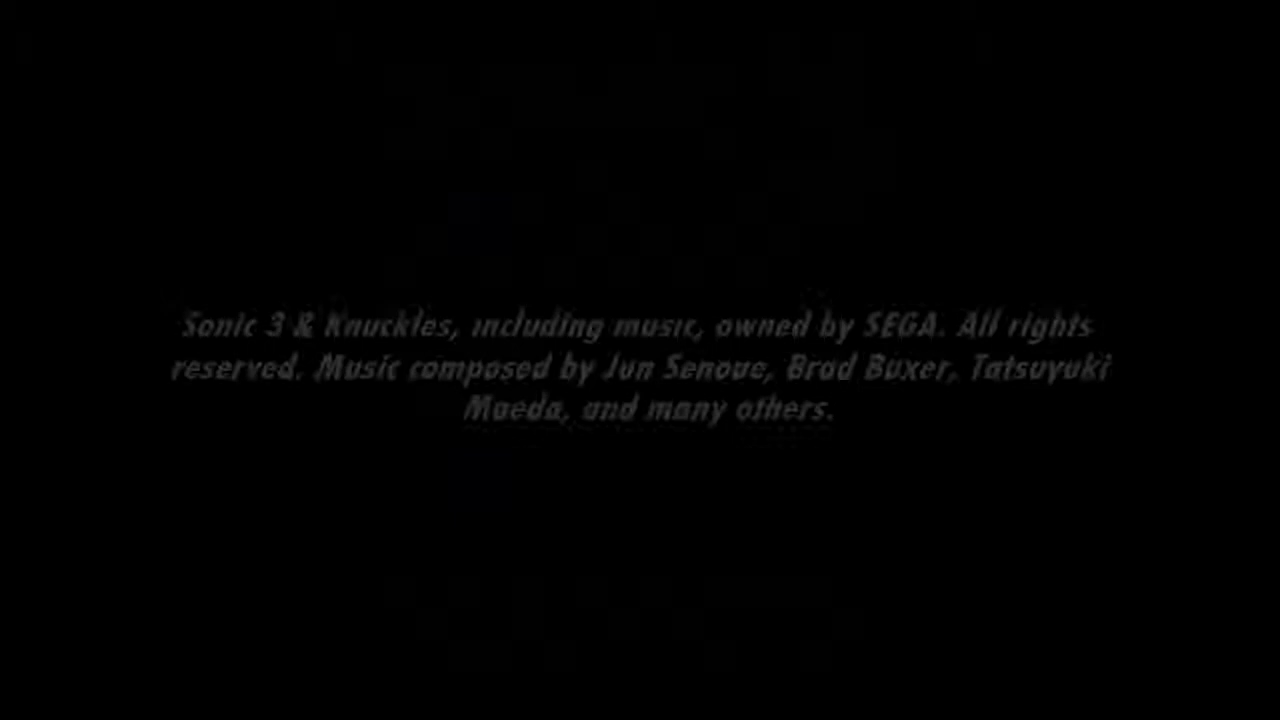 Sonic 3 & Knuckles, including music, owned by SEGA. All rights
reserved. Music composed by Jun Senoue, Brad Buxer, Tatsuyuki
Maeda, and many others.